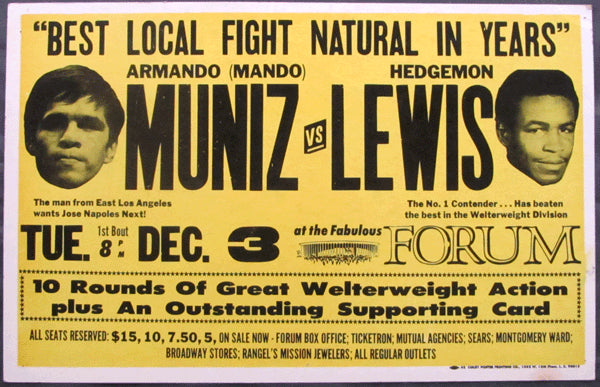 "BEST LOCAL FIGHT NATURAL IN YEARS"
ARMANDO (MANDO)
MUNIZ
VS
HEDGEMON
LEWIS
The man from East Los Angeles
wants Jose Napoles Next!
The No. 1 Contender . . . Has beaten
the best in the Welterweight Division
TUE. 1st Bout 8 PM DEC. 3 at the Fabulous FORUM
10 Rounds Of Great Welterweight Action
plus An Outstanding Supporting Card
ALL SEATS RESERVED: $15, 10, 7.50, 5, ON SALE NOW - FORUM BOX OFFICE; TICKETRON; MUTUAL AGENCIES; SEARS; MONTGOMERY WARD;
BROADWAY STORES; RANGEL'S MISSION JEWELERS; ALL REGULAR OUTLETS